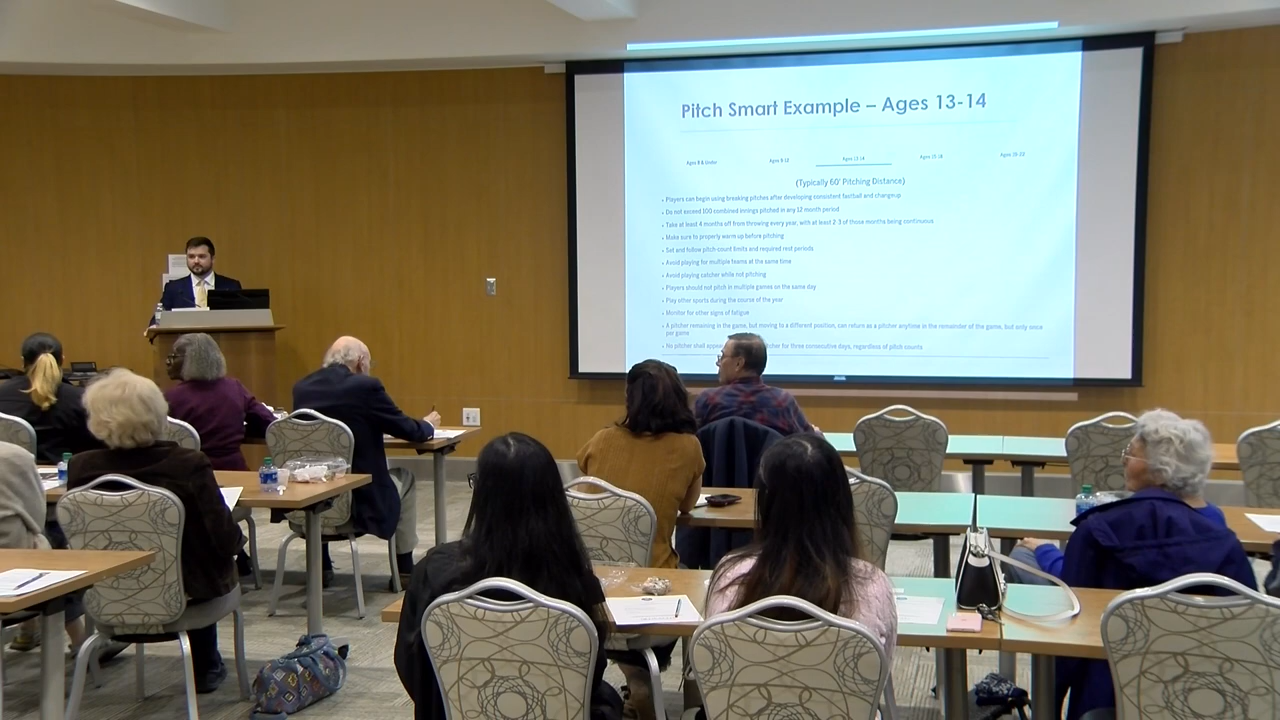 Pitch Smart Example – Ages 13-14
Ages 8 & Under Ages 9-12 Ages 13-14 Ages 15-18 Ages 19-22
(Typically 60' Pitching Distance)
• Players can begin using breaking pitches after developing consistent fastball and changeup
• Do not exceed 100 combined innings pitched in any 12 month period
• Take at least 4 months off from throwing every year, with at least 2-3 of those months being continuous
• Make sure to properly warm up before pitching
• Set and follow pitch-count limits and required rest periods
• Avoid playing for multiple teams at the same time
• Avoid playing catcher while not pitching
• Players should not pitch in multiple games on the same day
• Play other sports during the course of the year
• Monitor for other signs of fatigue
• A pitcher remaining in the game, but moving to a different position, can return as a pitcher anytime in the remainder of the game, but only once
per game
• No pitcher shall appear for three consecutive days, regardless of pitch counts